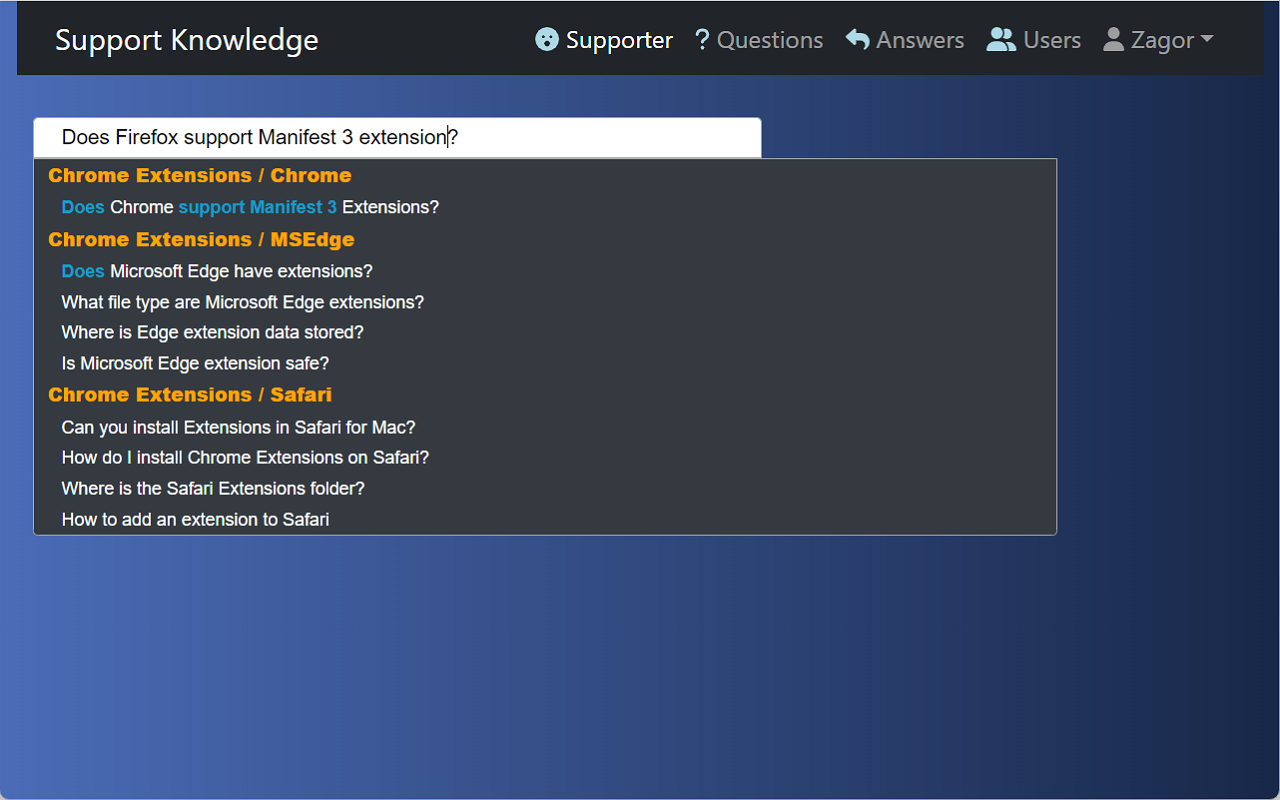 Support Knowledge Supporter ? Questions Answers Users Zagor
Does Firefox support Manifest 3 extension?
Chrome Extensions / Chrome
Does Chrome support Manifest 3 Extensions?
Chrome Extensions / MSEdge
Does Microsoft Edge have extensions?
What file type are Microsoft Edge extensions?
Where is Edge extension data stored?
Is Microsoft Edge extension safe?
Chrome Extensions / Safari
Can you install Extensions in Safari for Mac?
How do I install Chrome Extensions on Safari?
Where is the Safari Extensions folder?
How to add an extension to Safari